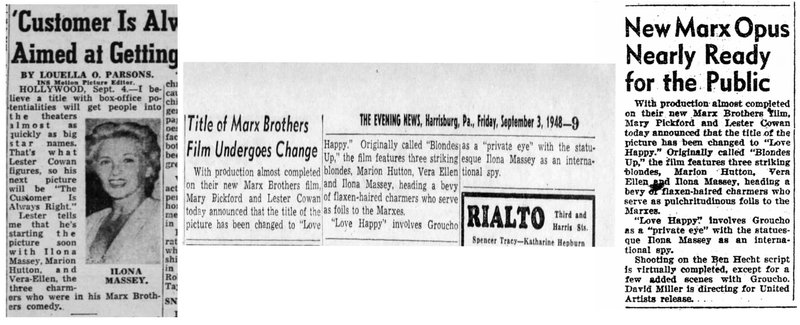 'Customer Is Alw
Aimed at Getting
BY LOUELLA O. PARSONS.
INS Motion Picture Editor.
HOLLYWOOD, Sept. 4.—I be-
lieve a title with box-office po-
tentialities will get people into
the theaters
almost as
quickly as big
star names.
That's what
Lester Cowan
figures, so his
next picture
will be "The
Customer Is
Always Right."
Lester tells
me that he's
starting the
picture soon
with Ilona
Massey, Marion
Hutton, and
Vera-Ellen, the
three charm-
ers who were in his Marx Broth-
ers comedy.
ILONA
MASSEY.
Title of Marx Brothers
Film Undergoes Change
With production almost completed
on their new Marx Brothers film,
Mary Pickford and Lester Cowan
today announced that the title of the
picture has been changed to "Love
THE EVENING NEWS, Harrisburg, Pa., Friday, September 3, 1948—9
Happy." Originally called "Blondes
Up," the film features three striking
blondes, Marion Hutton, Vera Ellen
and Ilona Massey, heading a bevy
of flaxen-haired charmers who serve
as foils to the Marxes.
"Love Happy" involves Groucho
as a "private eye" with the statu-
esque Ilona Massey as an interna-
tional spy.
RIALTO
Third and
Harris Sts.
Spencer Tracy—Katharine Hepburn
New Marx Opus
Nearly Ready
for the Public
With production almost completed
on their new Marx Brothers film,
Mary Pickford and Lester Cowan
today announced that the title of the
picture has been changed to "Love
Happy." Originally called "Blondes
Up," the film features three striking
blondes, Marion Hutton, Vera
Ellen and Ilona Massey, heading a
bevy of flaxen-haired charmers who
serve as pulchritudinous foils to the
Marxes.
"Love Happy" involves Groucho
as a "private eye" with the statues-
que Ilona Massey as an interna-
tional spy.
Shooting on the Ben Hecht script
is virtually completed, except for
a few added scenes with Groucho.
David Miller is directing for United
Artists release.